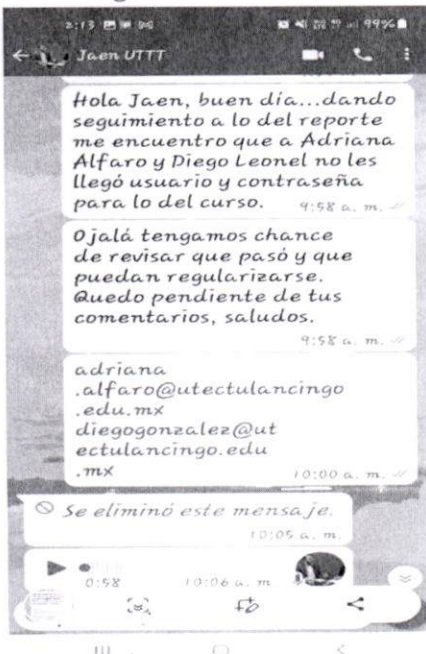 2:13
99%
Jaen UTTT
Hola Jaen, buen día...dando
seguimiento a lo del reporte
me encuentro que a Adriana
Alfaro y Diego Leonel no les
llegó usuario y contraseña
para lo del curso. 9:58 a. m.
Ojalá tengamos chance
de revisar que pasó y que
puedan regularizarse.
Quedo pendiente de tus
comentarios, saludos.
9:58 a. m.
adriana
.alfaro@utectulancingo
.edu.mx
diegogonzalez@ut
ectulancingo.edu
.mx 10:00 a. m.
Se eliminó este mensaje.
10:05 a. m.
0:58 10:06 a. m